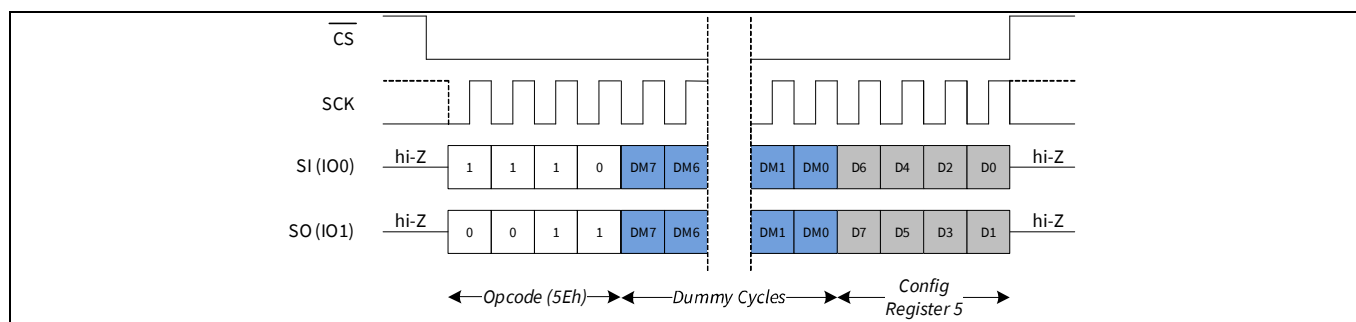 CS
SCK
SI (IO0) hi-Z 1 1 1 0 DM7 DM6 DM1 DM0 D6 D4 D2 D0 hi-Z
SO (IO1) hi-Z 0 0 1 1 DM7 DM6 DM1 DM0 D7 D5 D3 D1 hi-Z
Opcode (5Eh) Dummy Cycles Config
Register 5